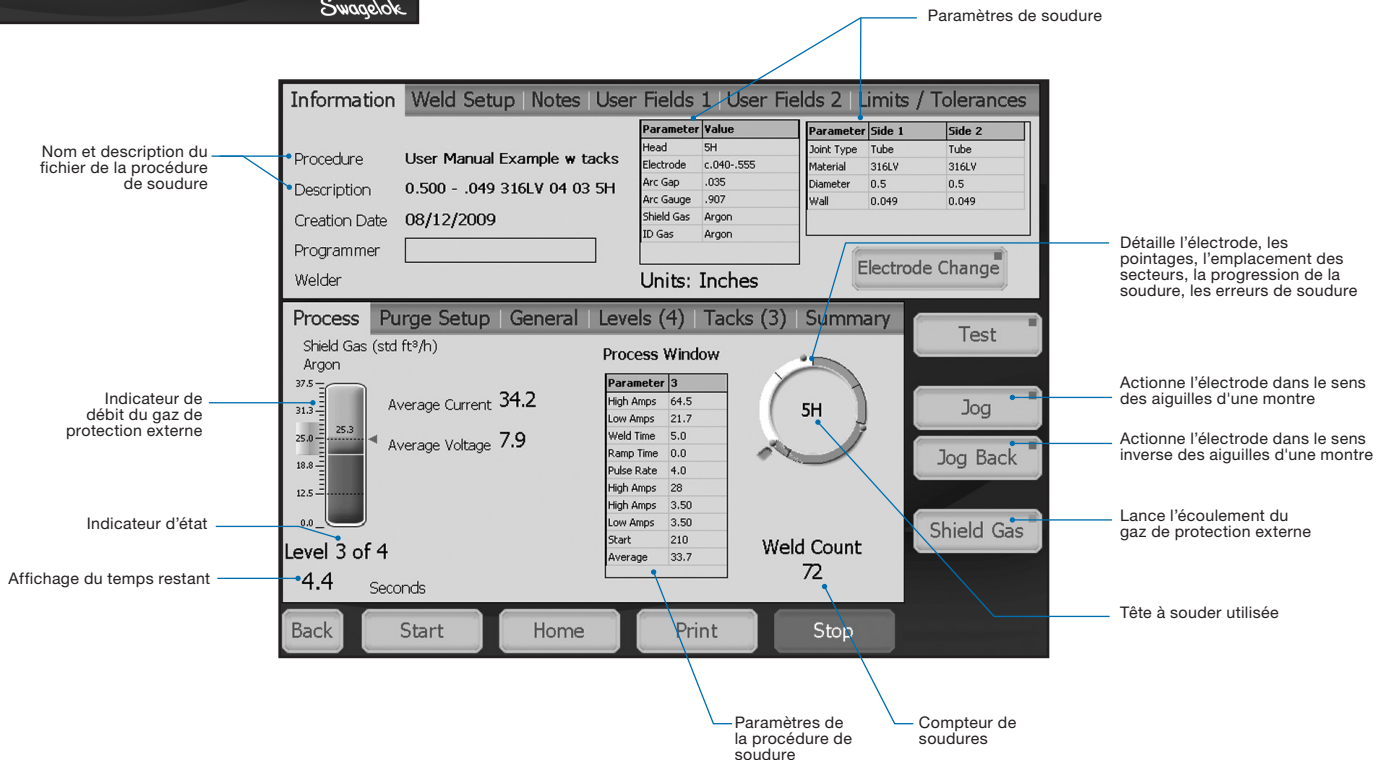 Swagelok
Paramètres de soudure
Information Weld Setup Notes User Fields 1 User Fields 2 Limits / Tolerances
Nom et description du
fichier de la procédure
de soudure
Procedure User Manual Example w tacks
Description 0.500 - .049 316LV 04 03 5H
Creation Date 08/12/2009
Programmer
Welder
Parameter Value
Head 5H
Electrode c.040-.555
Arc Gap .035
Arc Gauge .907
Shield Gas Argon
ID Gas Argon
Parameter Side 1 Side 2
Joint Type Tube Tube
Material 316LV 316LV
Diameter 0.5 0.5
Wall 0.049 0.049
Units: Inches
Electrode Change
Détaille l’électrode, les
pointages, l’emplacement des
secteurs, la progression de la
soudure, les erreurs de soudure
Process Purge Setup General Levels (4) Tacks (3) Summary
Test
Shield Gas (std ft³/h)
Argon
37.5
31.3
25.0
18.8
12.5
0.0
25.3
Indicateur de
débit du gaz de
protection externe
Average Current 34.2
Average Voltage 7.9
Process Window
Parameter 3
High Amps 64.5
Low Amps 21.7
Weld Time 5.0
Ramp Time 0.0
Pulse Rate 4.0
High Amps 28
High Amps 3.50
Low Amps 3.50
Start 210
Average 33.7
5H
Jog
Actionne l’électrode dans le sens
des aiguilles d'une montre
Jog Back
Actionne l’électrode dans le sens
inverse des aiguilles d'une montre
Indicateur d’état
Level 3 of 4
Affichage du temps restant
4.4 Seconds
Weld Count
72
Shield Gas
Lance l’écoulement du
gaz de protection externe
Tête à souder utilisée
Back Start Home Print Stop
Paramètres de
la procédure de
soudure
Compteur de
soudures